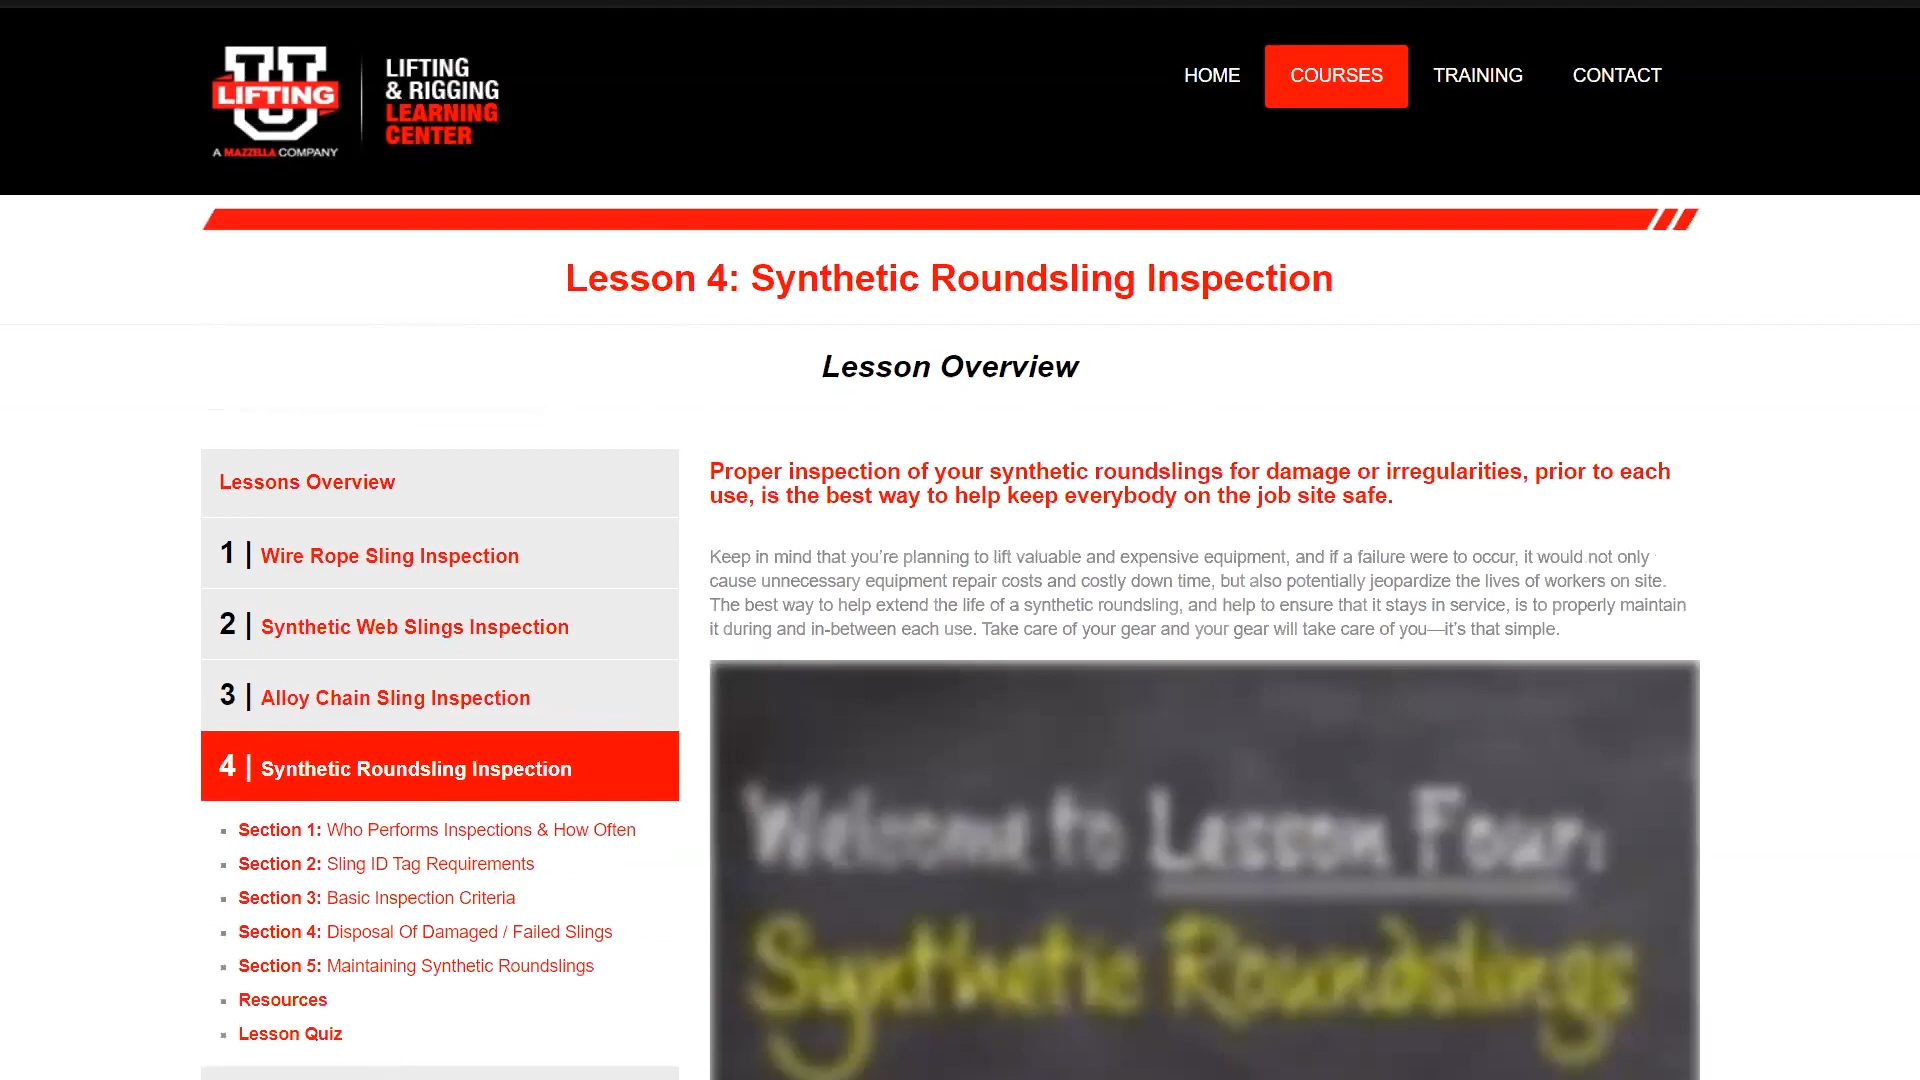 LIFTING
A MAZZELLA COMPANY
LIFTING
& RIGGING
LEARNING
CENTER
HOME
COURSES
TRAINING
CONTACT
Lesson 4: Synthetic Roundsling Inspection
Lesson Overview
Lessons Overview
1 | Wire Rope Sling Inspection
2 | Synthetic Web Slings Inspection
3 | Alloy Chain Sling Inspection
4 | Synthetic Roundsling Inspection
Section 1: Who Performs Inspections & How Often
Section 2: Sling ID Tag Requirements
Section 3: Basic Inspection Criteria
Section 4: Disposal Of Damaged / Failed Slings
Section 5: Maintaining Synthetic Roundslings
Resources
Lesson Quiz
Proper inspection of your synthetic roundslings for damage or irregularities, prior to each
use, is the best way to help keep everybody on the job site safe.
Keep in mind that you’re planning to lift valuable and expensive equipment, and if a failure were to occur, it would not only
cause unnecessary equipment repair costs and costly down time, but also potentially jeopardize the lives of workers on site.
The best way to help extend the life of a synthetic roundsling, and help to ensure that it stays in service, is to properly maintain
it during and in-between each use. Take care of your gear and your gear will take care of you—it’s that simple.
Welcome to Lesson Four:
Synthetic Roundslings